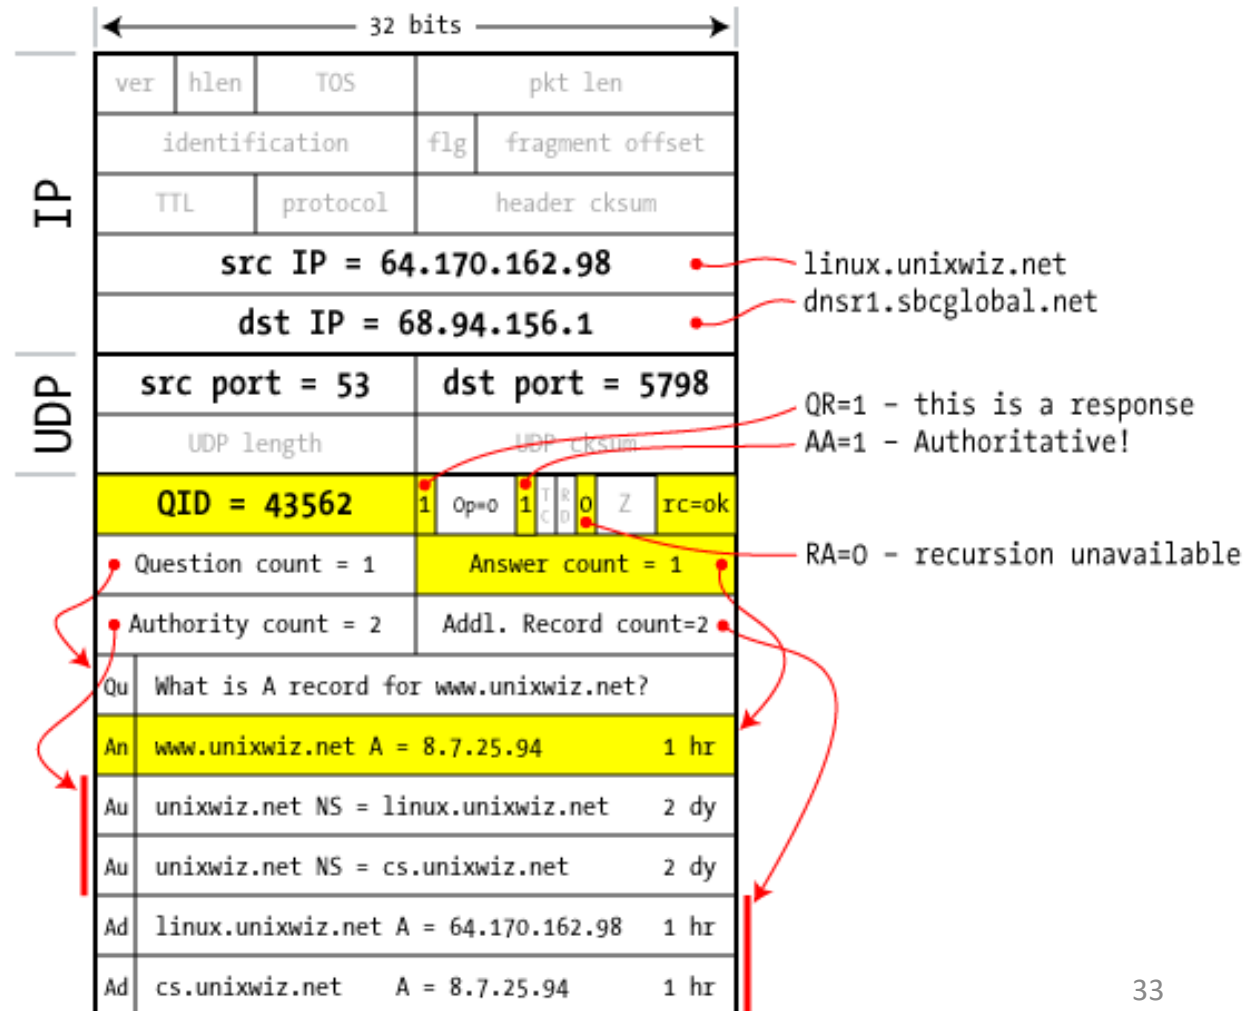 32 bits
ver hlen TOS pkt len
identification flg fragment offset
TTL protocol header cksum
IP
src IP = 64.170.162.98 linux.unixwiz.net
dst IP = 68.94.156.1 dnsr1.sbcglobal.net
UDP
src port = 53 dst port = 5798
QR=1 – this is a response
UDP length UDP cksum AA=1 – Authoritative!
QID = 43562 1 Op=0 1 TC RD 0 Z rc=ok
RA=0 – recursion unavailable
Question count = 1 Answer count = 1
Authority count = 2 Addl. Record count=2
Qu What is A record for www.unixwiz.net?
An www.unixwiz.net A = 8.7.25.94 1 hr
Au unixwiz.net NS = linux.unixwiz.net 2 dy
Au unixwiz.net NS = cs.unixwiz.net 2 dy
Ad linux.unixwiz.net A = 64.170.162.98 1 hr
Ad cs.unixwiz.net A = 8.7.25.94 1 hr
33